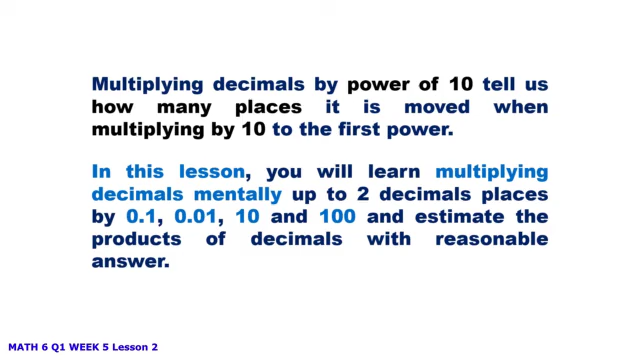 Multiplying decimals by power of 10 tell us
how many places it is moved when
multiplying by 10 to the first power.
In this lesson, you will learn multiplying
decimals mentally up to 2 decimals places
by 0.1, 0.01, 10 and 100 and estimate the
products of decimals with reasonable
answer.
MATH 6 Q1 WEEK 5 Lesson 2